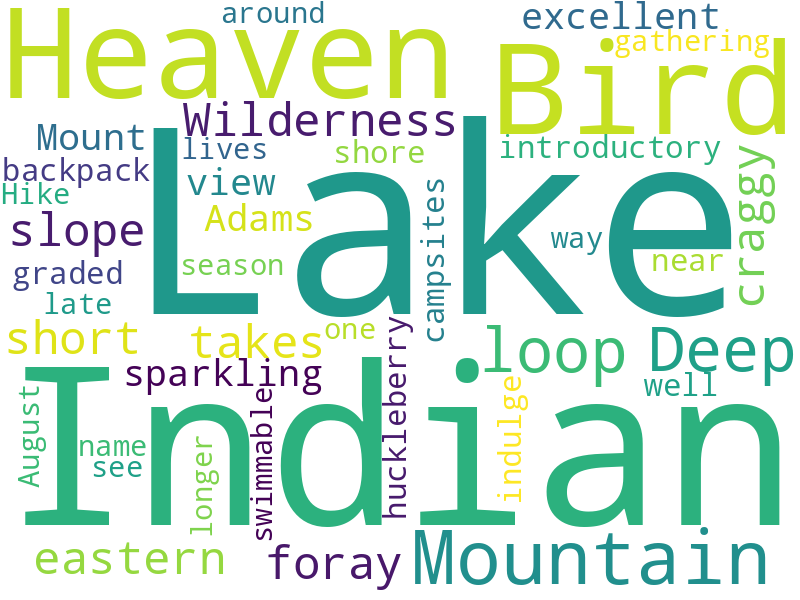 around
excellent
Heaven
Bird
gathering
Wilderness
Mount
lives
shore
introductory
backpack
view
Lake
craggy
Hike
Adams
campsites
way
slope
season
near
graded
late
short
takes
one
huckleberry
loop
Deep
sparkling
well
Indian
August
swimmable
indulge
name
see
longer
eastern
foray
Mountain